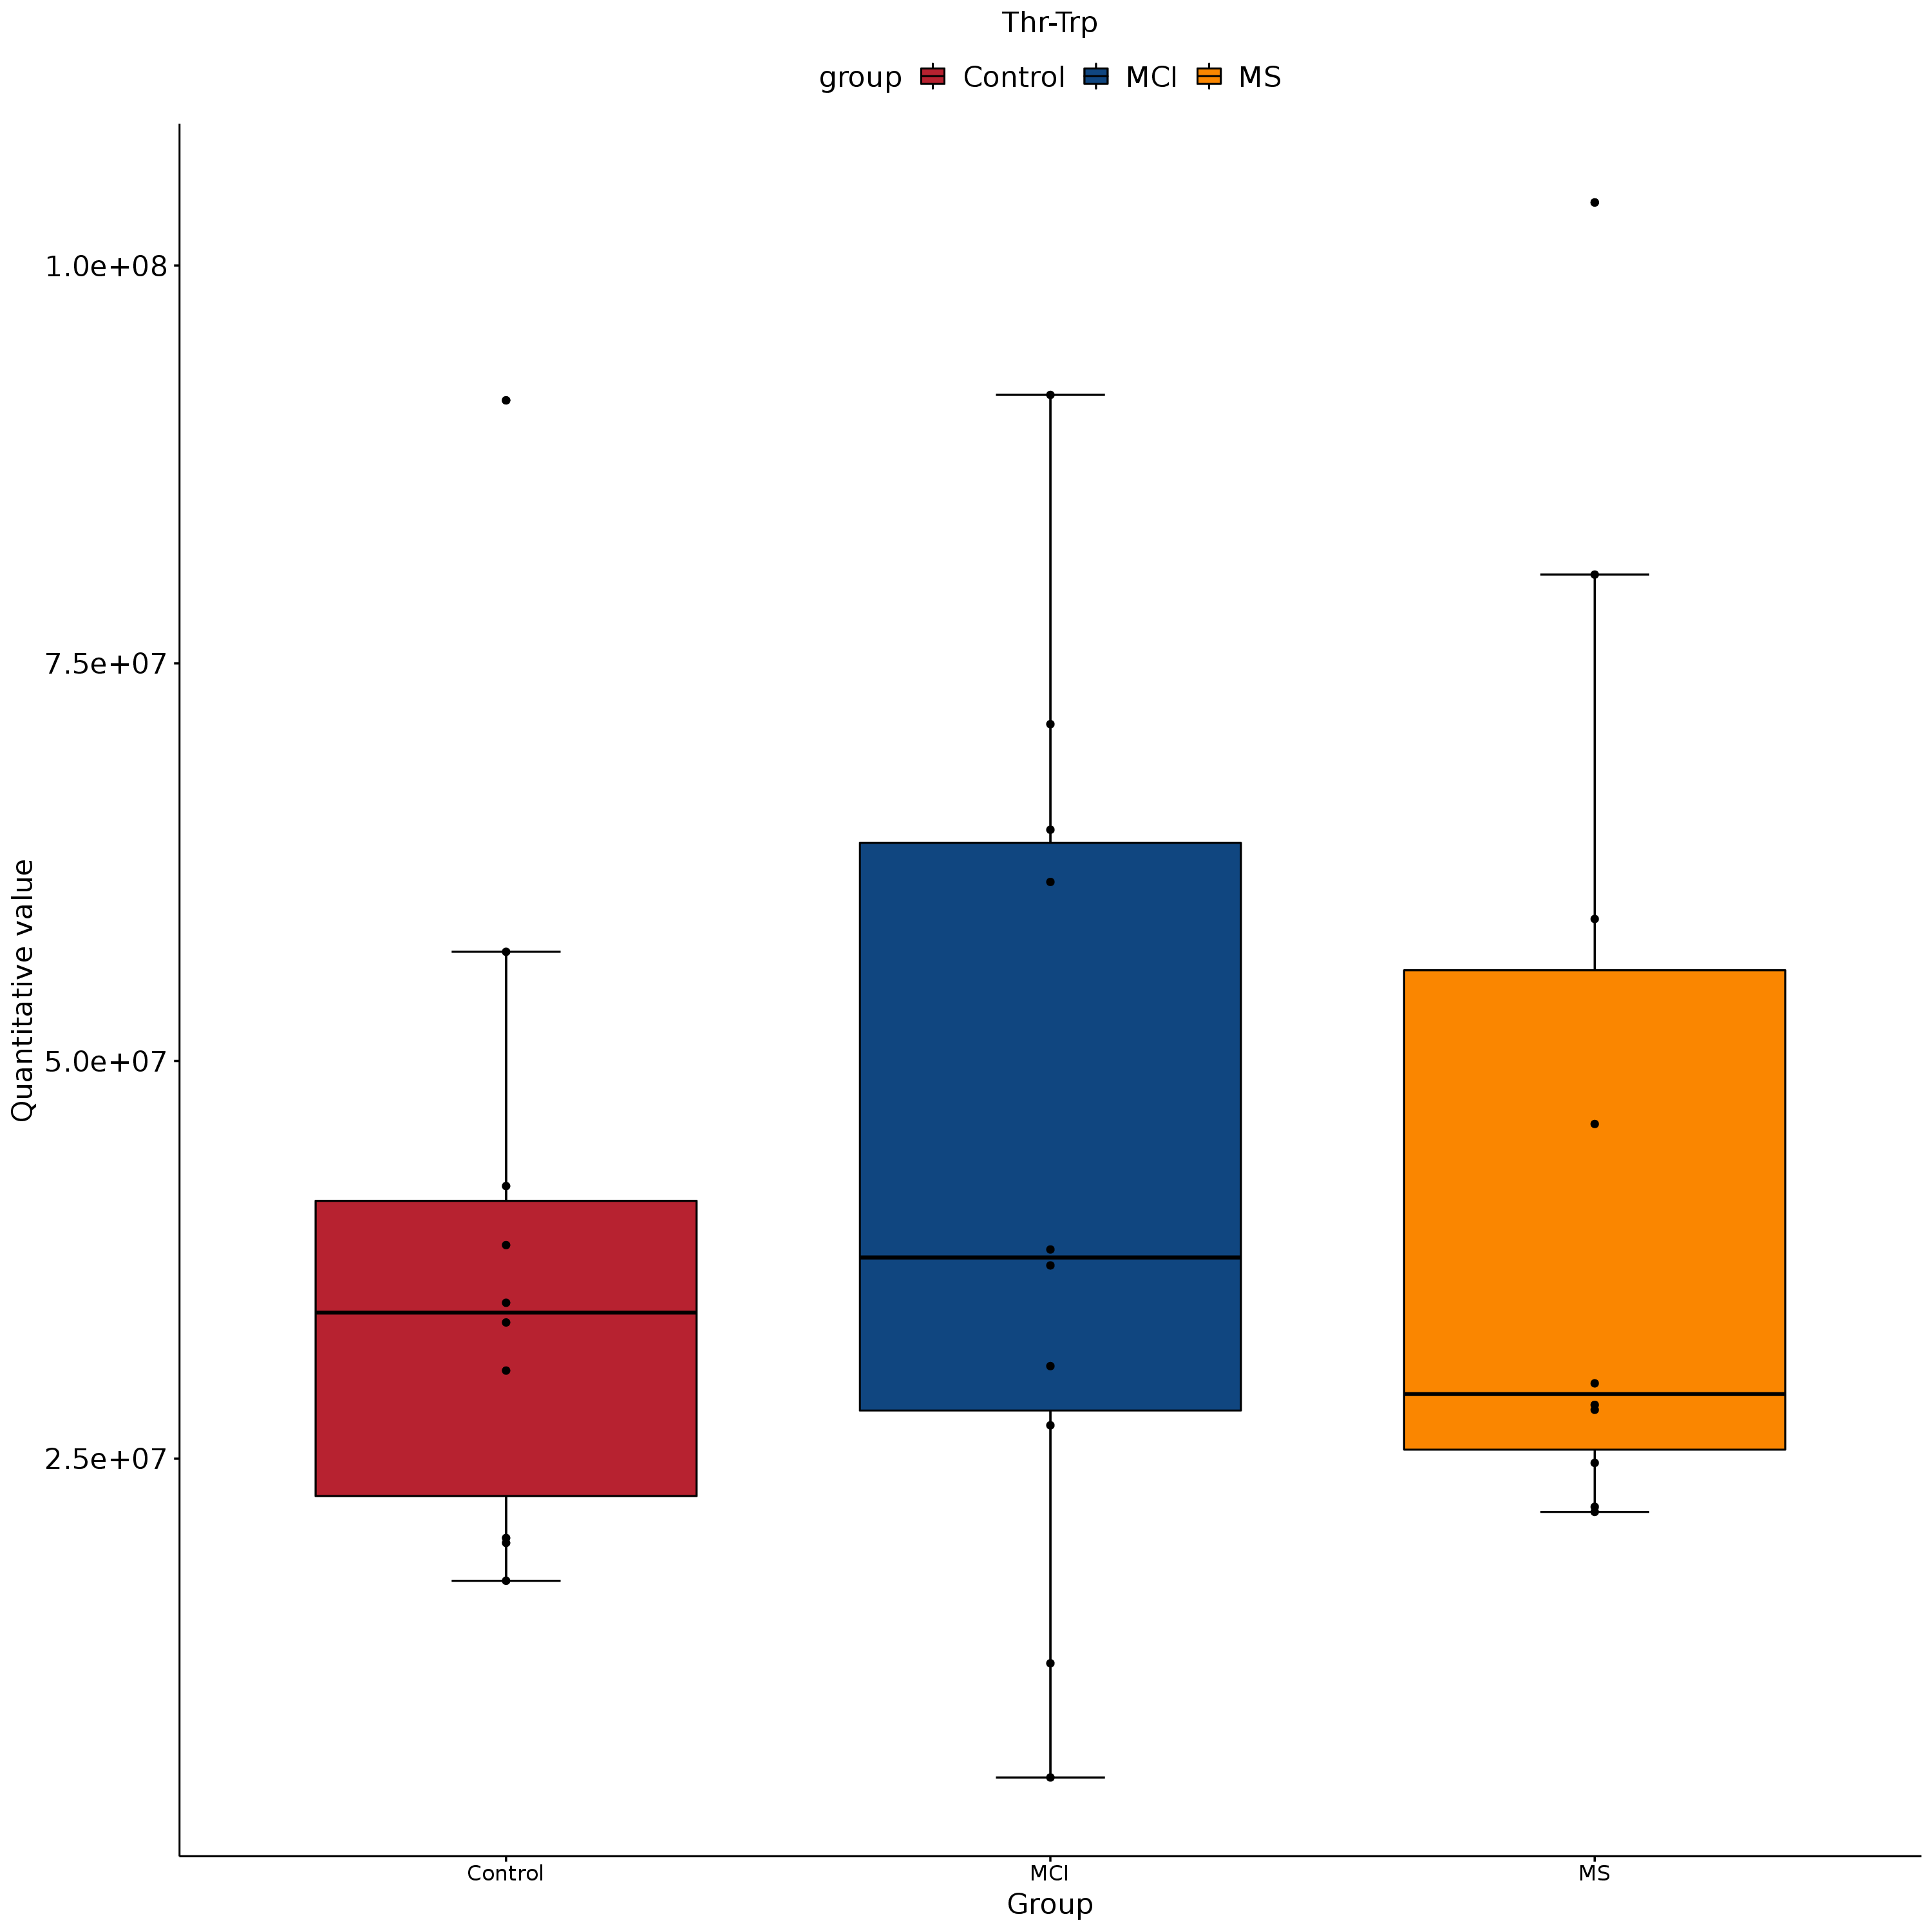 Thr-Trp
group Control MCI MS
1.0e+08
7.5e+07
5.0e+07
2.5e+07
Quantitative value
Control MCI MS
Group